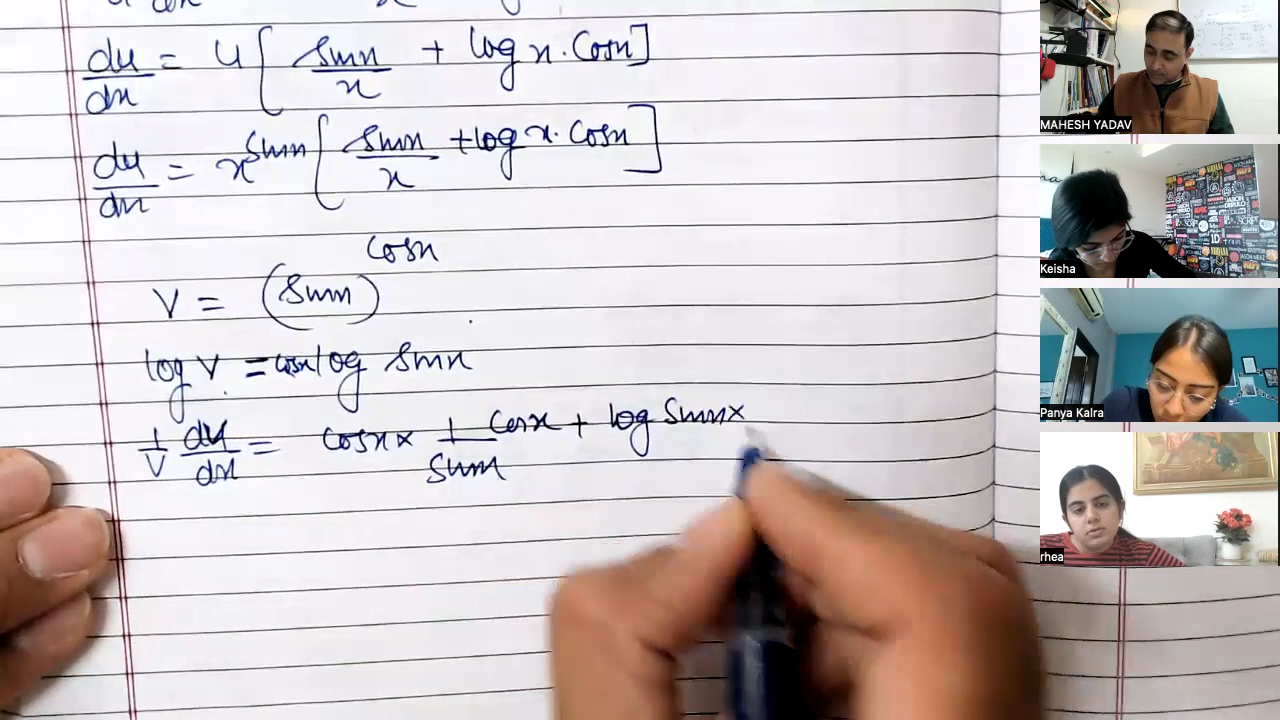 du/dx = u [ sinx/x + log x . Cosx ]
du/dx = x^sinx [ sinx/x + log x . Cosx ]
V = (sinx)^cosx
log V = cosx log sinx
1/V du/dx = cosx × 1/sinx cosx + log sinx ×
MAHESH YADAV
Keisha
Panya Kalra
rhea